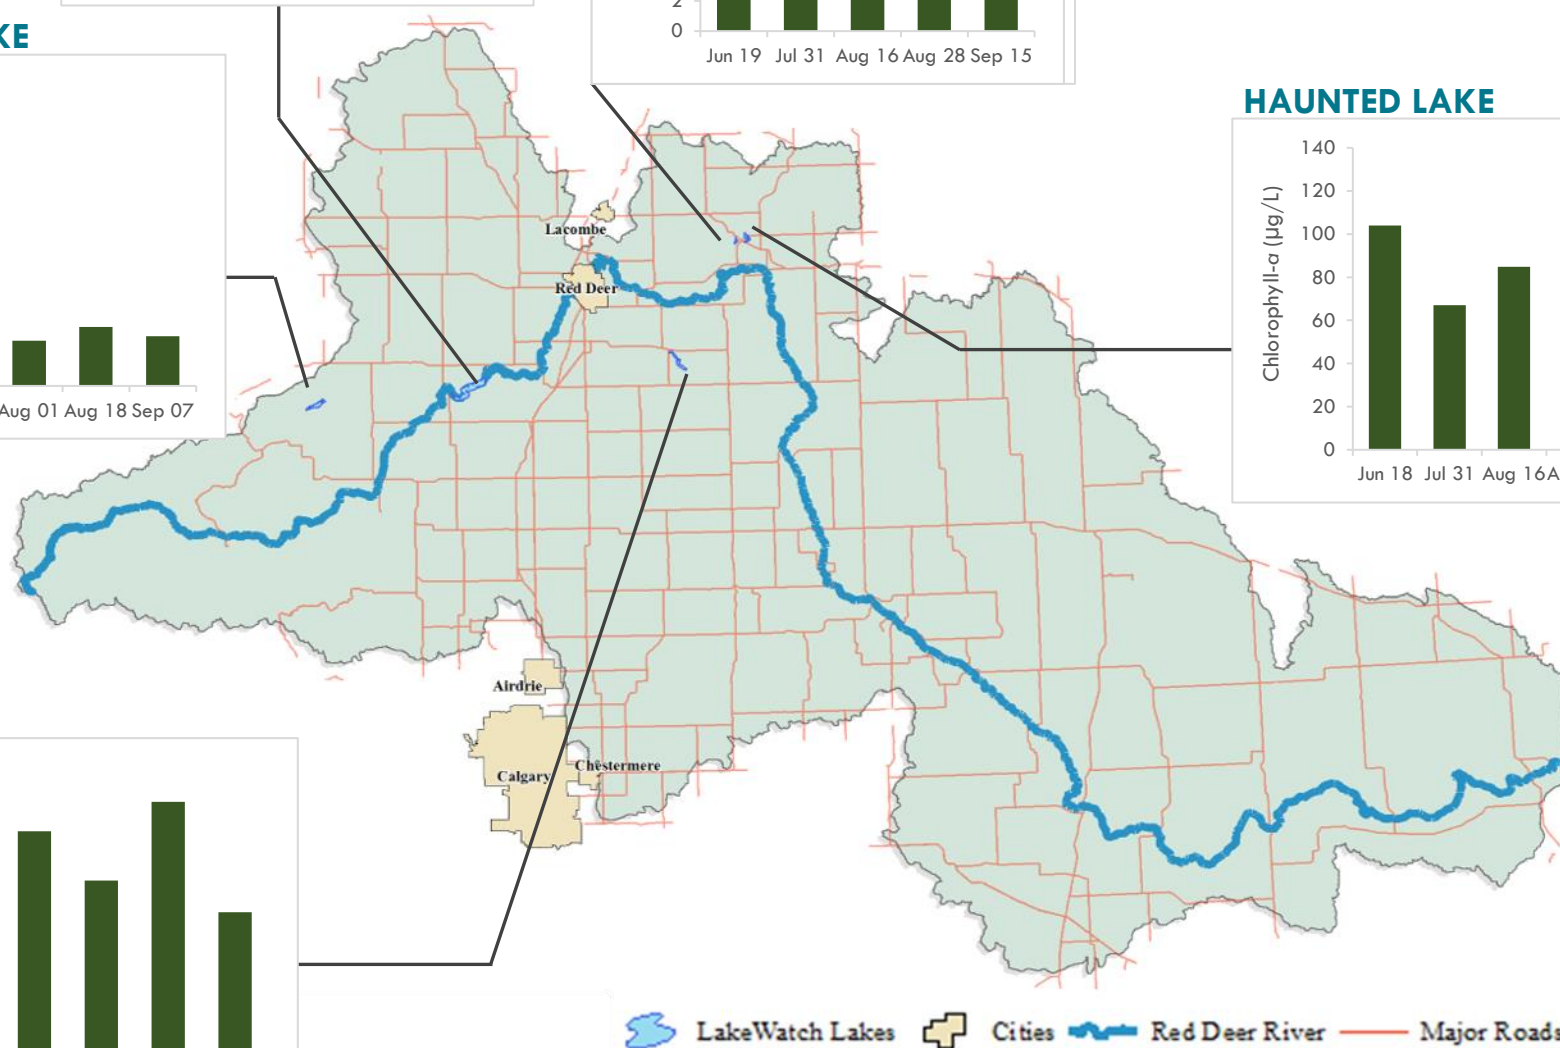 KE
2
0
Jun 19 Jul 31 Aug 16 Aug 28 Sep 15
HAUNTED LAKE
140
120
100
80
60
40
20
0
Chlorophyll-a (µg/L)
Jun 18 Jul 31 Aug 16 A
Lacombe
Red Deer
Aug 01 Aug 18 Sep 07
Airdrie
Calgary
Chestermere
LakeWatch Lakes Cities Red Deer River Major Roads